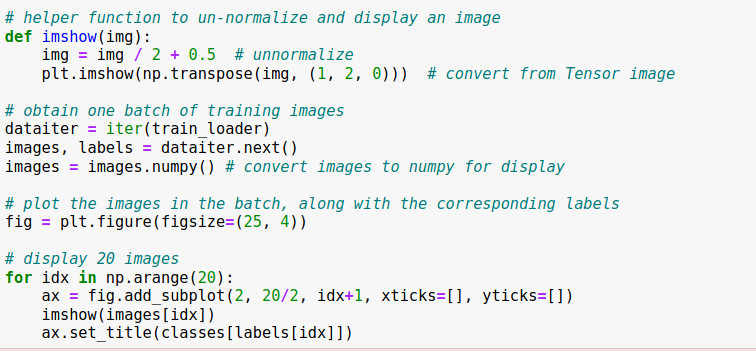 # helper function to un-normalize and display an image
def imshow(img):
    img = img / 2 + 0.5  # unnormalize
    plt.imshow(np.transpose(img, (1, 2, 0)))  # convert from Tensor image
# obtain one batch of training images
dataiter = iter(train_loader)
images, labels = dataiter.next()
images = images.numpy() # convert images to numpy for display
# plot the images in the batch, along with the corresponding labels
fig = plt.figure(figsize=(25, 4))
# display 20 images
for idx in np.arange(20):
    ax = fig.add_subplot(2, 20/2, idx+1, xticks=[], yticks=[])
    imshow(images[idx])
    ax.set_title(classes[labels[idx]])